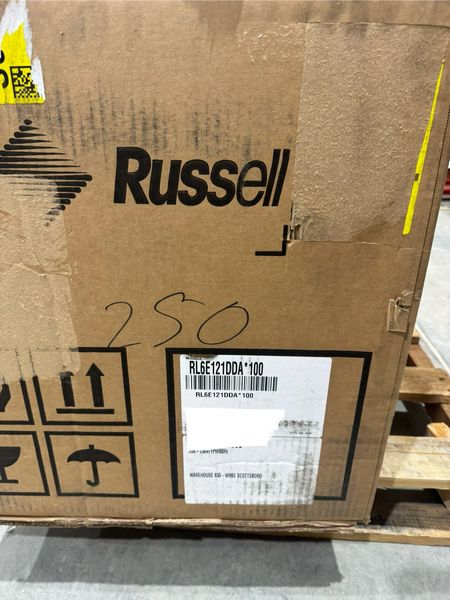 Russell
250
RL6E121DDA*100
RL6E121DDA*100
WAREHOUSE 930 - WHSE SCOTTSBORO